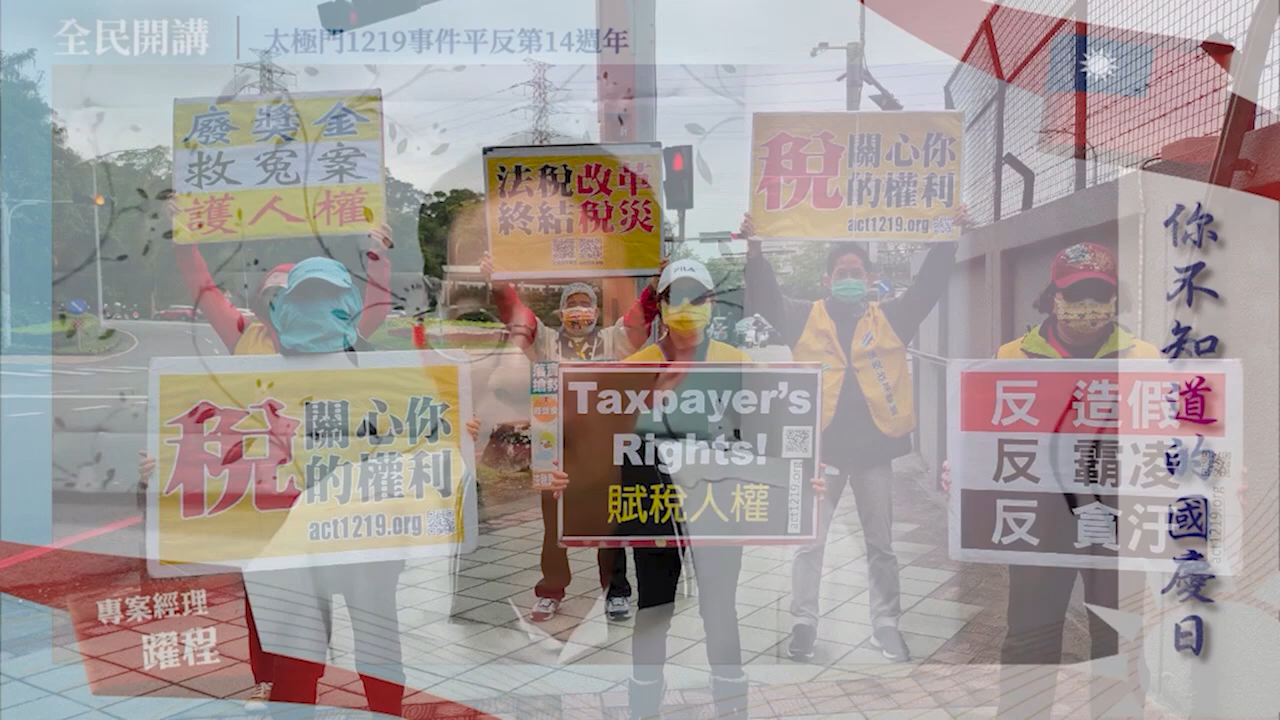 全民開講
太極門1219事件平反第14週年
廢獎金
救冤案
護人權
法稅改革
終結稅災
稅 關心你
的權利
act1219.org
FILA
稅 關心你
的權利
act1219.org
Taxpayer's
Rights!
賦稅人權
反 造假
反 霸凌
反 貪汙
act1219.org
你不知道的國慶日
專案經理
躍程